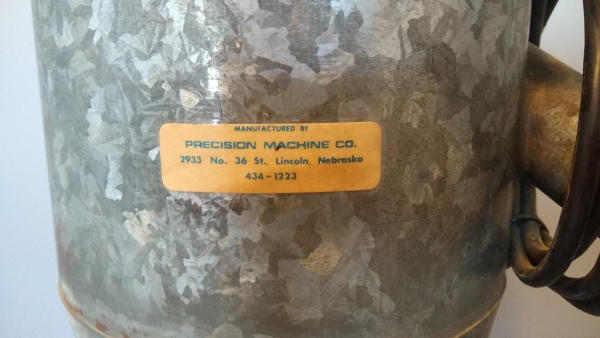 MANUFACTURED BY
PRECISION MACHINE CO.
2933 No. 36 St., Lincoln, Nebraska
434-1223